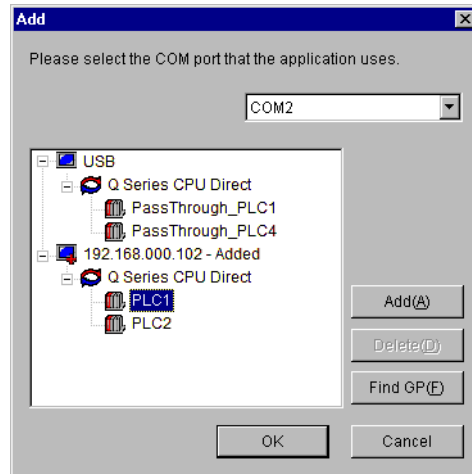 Add
Please select the COM port that the application uses.
COM2
USB
Q Series CPU Direct
PassThrough_PLC1
PassThrough_PLC4
192.168.000.102 - Added
Q Series CPU Direct
PLC1
PLC2
Add(A)
Delete(D)
Find GP(F)
OK
Cancel